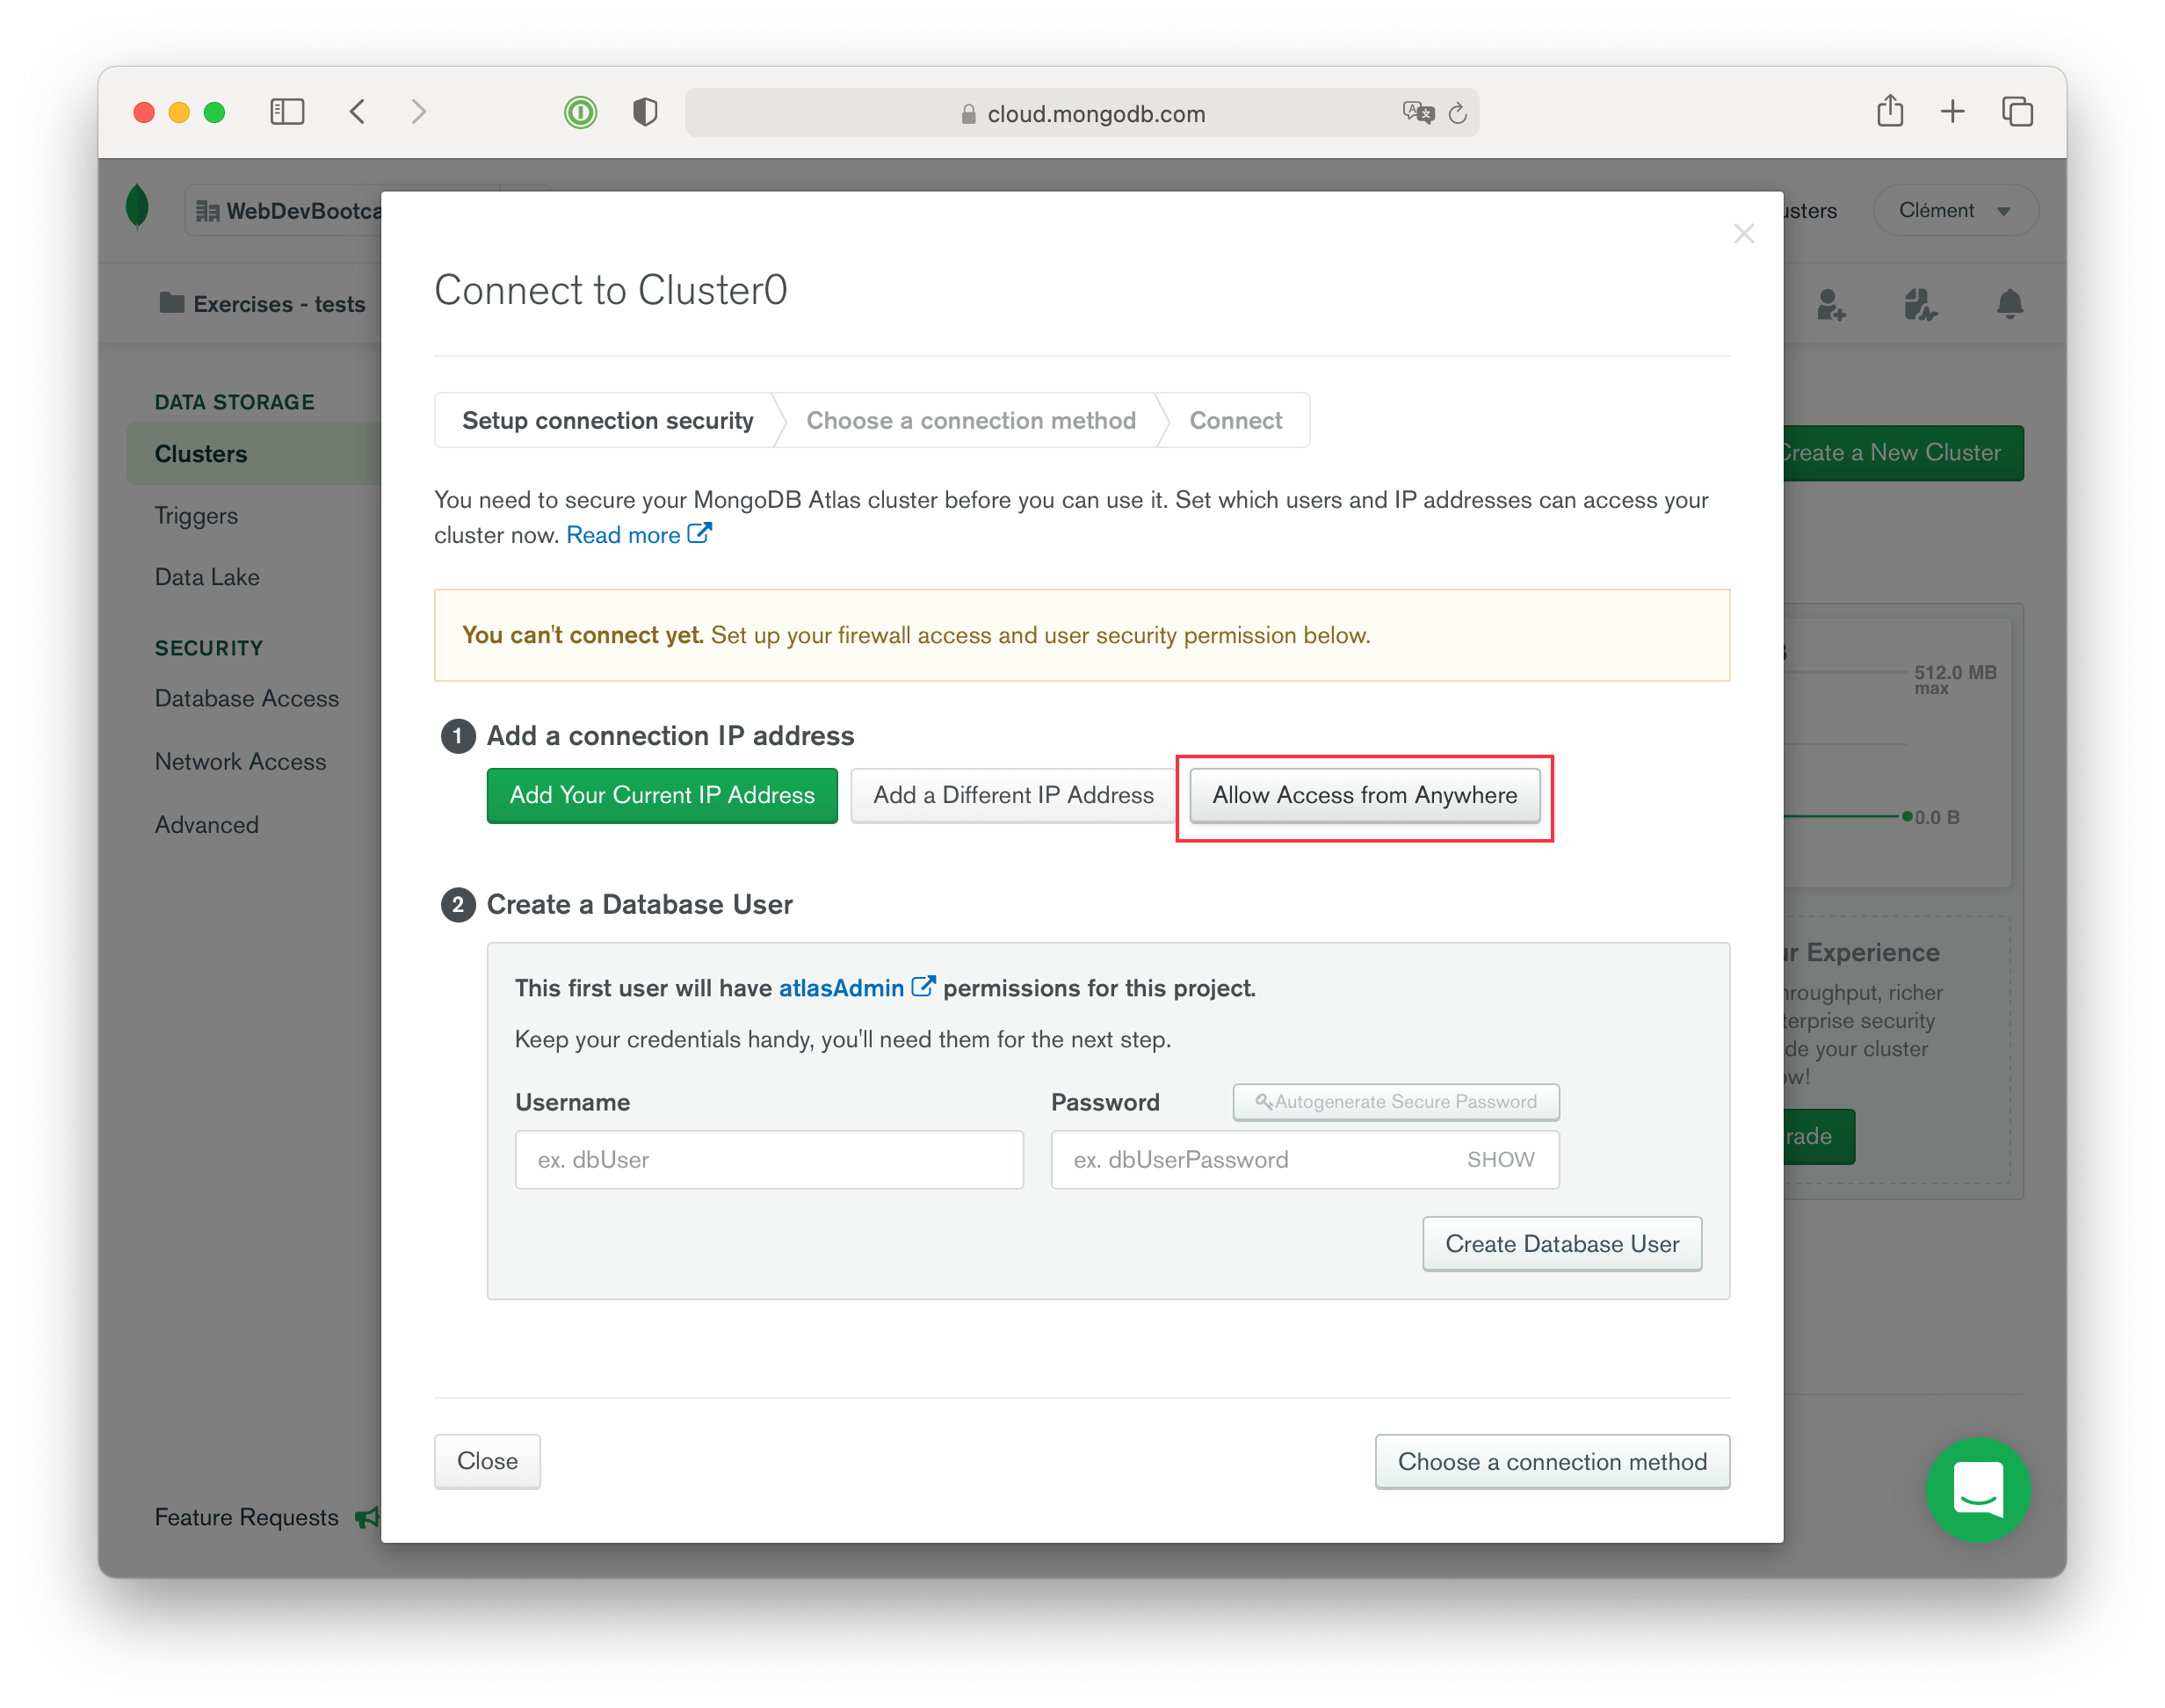 cloud.mongodb.com
WebDevBootca
usters
Clément
Exercises - tests
Connect to Cluster0
Setup connection security
Choose a connection method
Connect
DATA STORAGE
Clusters
Triggers
Data Lake
SECURITY
Database Access
Network Access
Advanced
Feature Requests
Create a New Cluster
You need to secure your MongoDB Atlas cluster before you can use it. Set which users and IP addresses can access your
cluster now. Read more
You can't connect yet. Set up your firewall access and user security permission below.
1 Add a connection IP address
Add Your Current IP Address
Add a Different IP Address
Allow Access from Anywhere
2 Create a Database User
This first user will have atlasAdmin permissions for this project.
Keep your credentials handy, you'll need them for the next step.
Username
Password
Autogenerate Secure Password
ex. dbUser
ex. dbUserPassword
SHOW
Create Database User
Close
Choose a connection method
512.0 MB
max
0.0 B
ur Experience
hroughput, richer
terprise security
de your cluster
ow!
rade